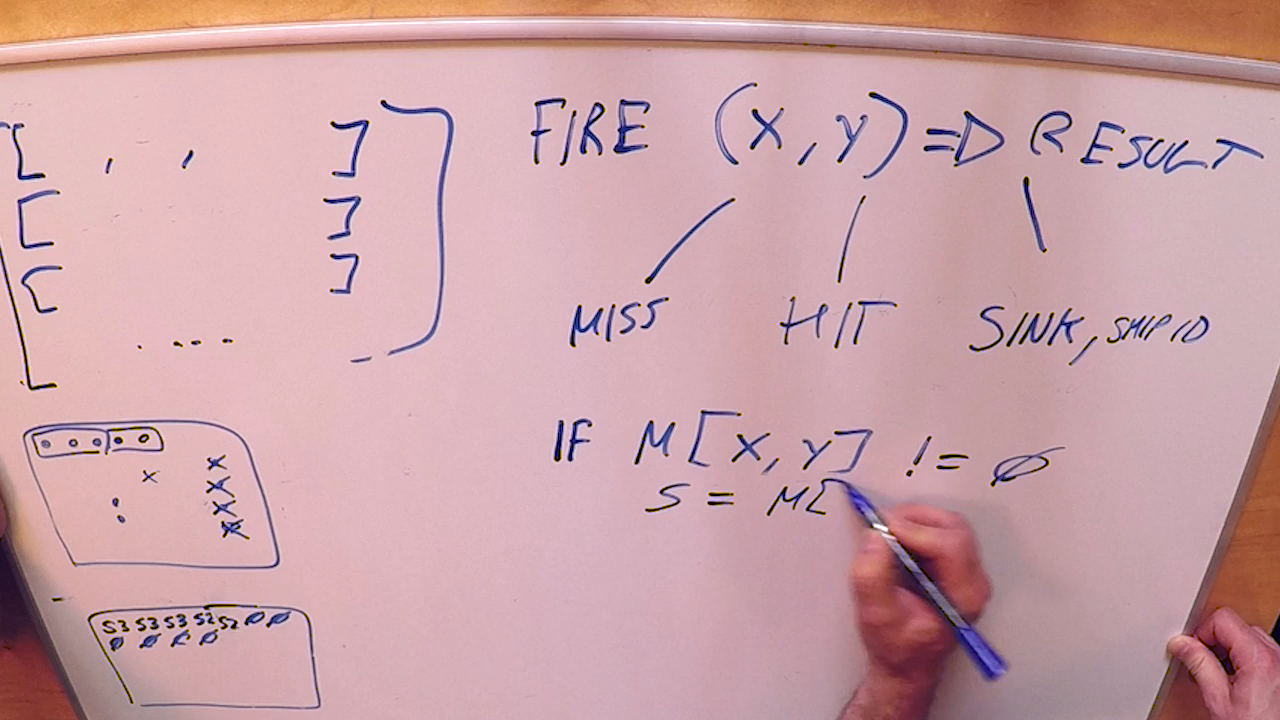 [ , , ]
[ ]
[ ]
. . . .
FIRE (X, Y) => RESULT
MISS HIT SINK, SHIP ID
IF M[X, Y] != ∅
S = M[
S3 S3 S3 S2 S2 ∅ ∅
∅ ∅ ∅ ∅